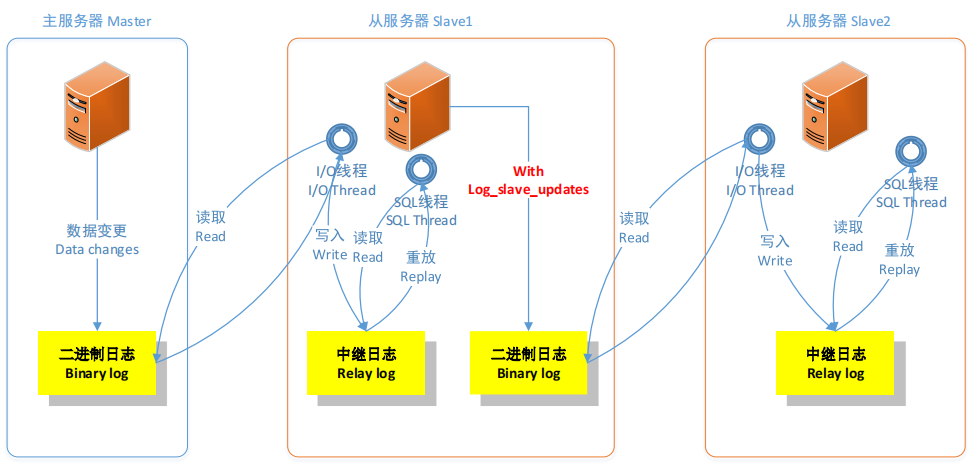 主服务器 Master
从服务器 Slave1
从服务器 Slave2
I/O线程
I/O Thread
SQL线程
SQL Thread
With
Log_slave_updates
I/O线程
I/O Thread
SQL线程
SQL Thread
数据变更
Data changes
读取
Read
写入
Write
读取
Read
重放
Replay
读取
Read
写入
Write
读取
Read
重放
Replay
二进制日志
Binary log
中继日志
Relay log
二进制日志
Binary log
中继日志
Relay log